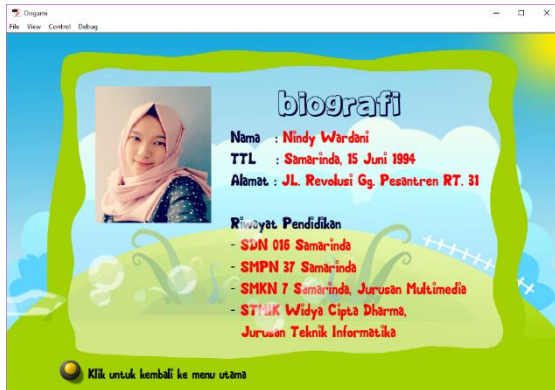 Origami
File View Control Debug
biografi
Nama : Nindy Wardani
TTL : Samarinda, 15 Juni 1994
Alamat : JL. Revolusi Gg. Pesantren RT. 31
Riwayat Pendidikan
- SDN 016 Samarinda
- SMPN 37 Samarinda
- SMKN 7 Samarinda, Jurusan Multimedia
- STMIK Widya Cipta Dharma,
Jurusan Teknik Informatika
Klik untuk kembali ke menu utama